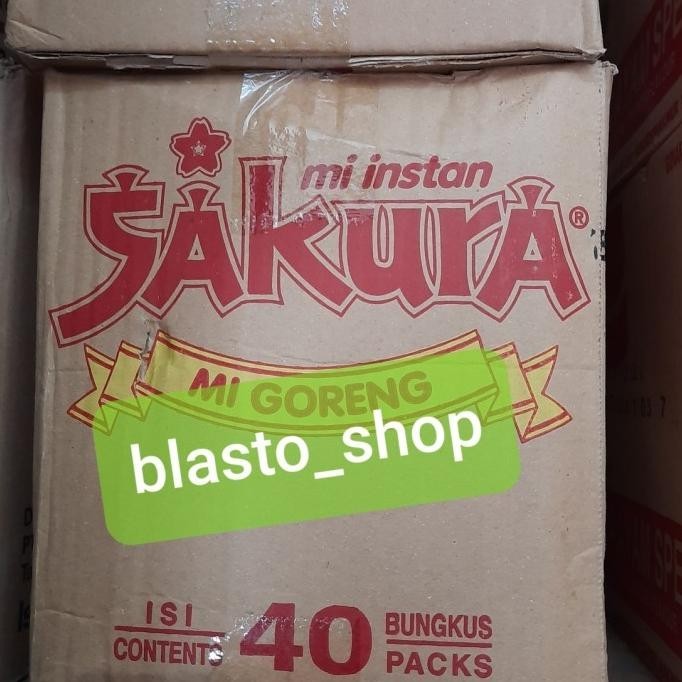 mi instan
SAkurA®
MI GORENG
blasto_shop
ISI
CONTENTS
40
BUNGKUS
PACKS